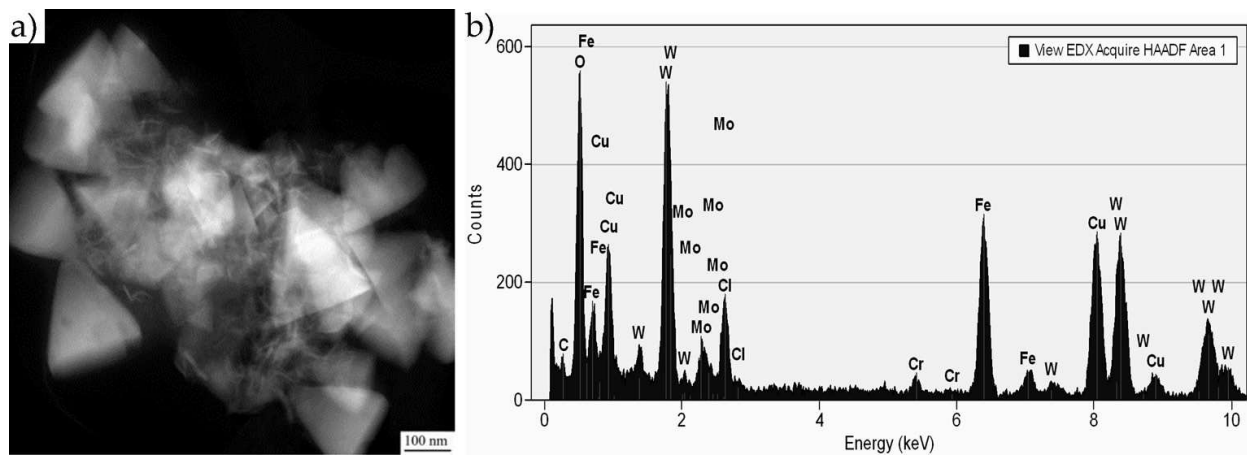 a)
100 nm
b)
View EDX Acquire HAADF Area 1
Counts
600
400
200
0
Fe
O
W
W
Cu
Mo
Cu
Cu
Mo
Mo
Mo
Fe
Fe
Mo
Cl
Mo
Mo
Cl
C
W
W
Cr
Cr
Fe
Fe
W
Cu
W
W
W
Cu
W W
W
W
0 2 4 6 8 10
Energy (keV)